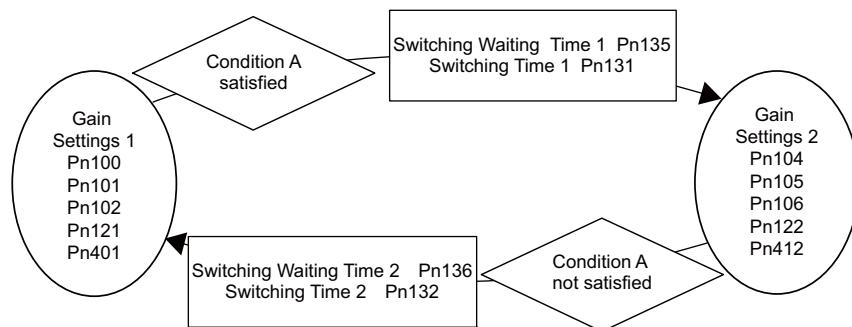 Condition A
satisfied
Switching Waiting Time 1 Pn135
Switching Time 1 Pn131
Gain
Settings 1
Pn100
Pn101
Pn102
Pn121
Pn401
Gain
Settings 2
Pn104
Pn105
Pn106
Pn122
Pn412
Switching Waiting Time 2 Pn136
Switching Time 2 Pn132
Condition A
not satisfied